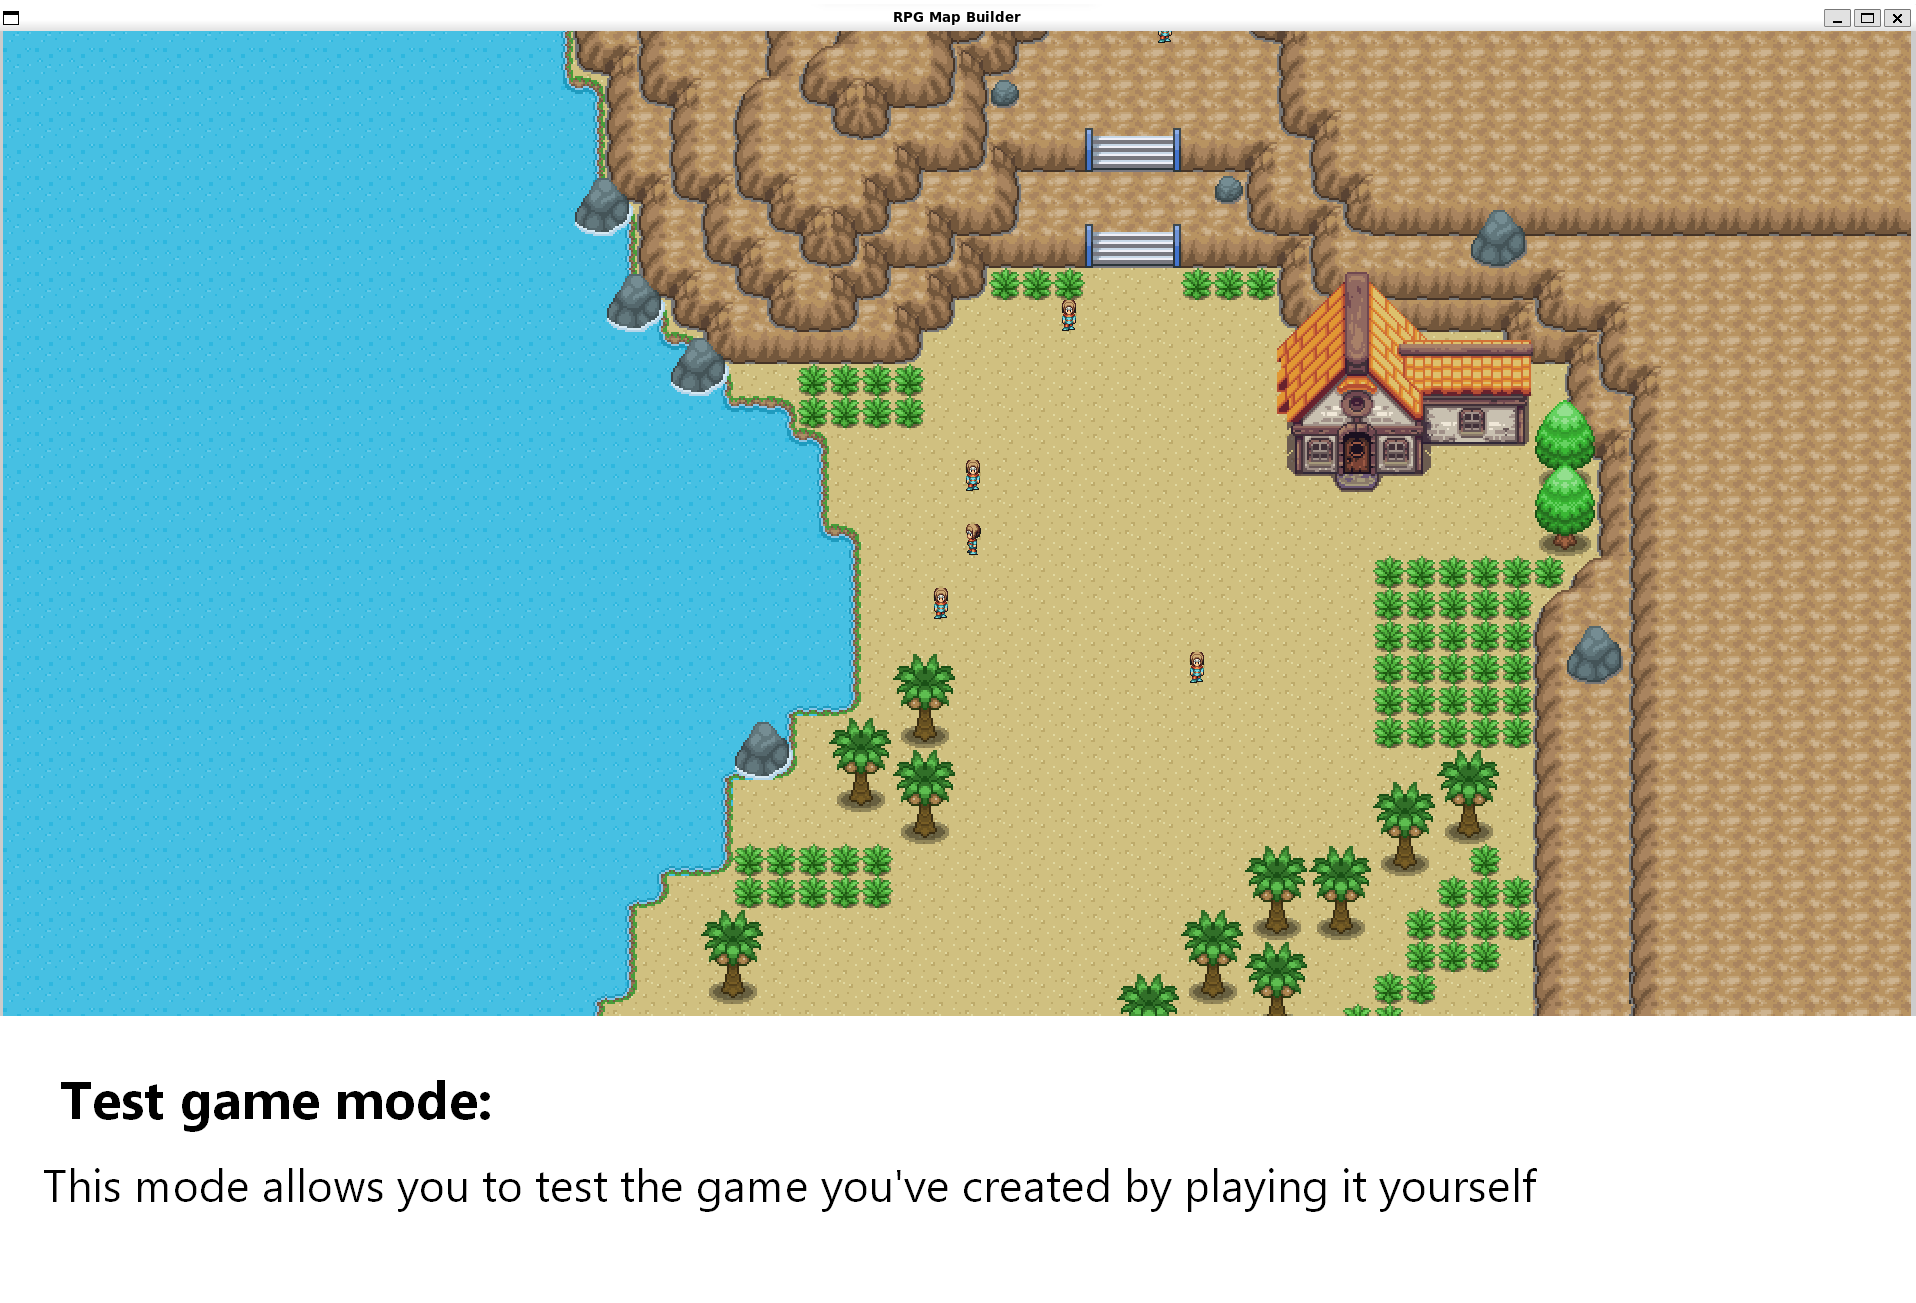 RPG Map Builder
Test game mode:
This mode allows you to test the game you've created by playing it yourself